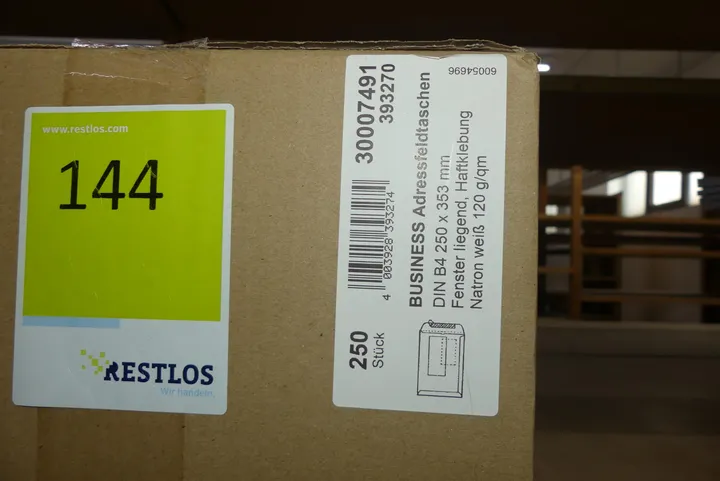 www.restlos.com
144
RESTLOS
Wir handeln.
30007491
393270
60054696
4 003928 393274
BUSINESS Adressfeldtaschen
DIN B4 250 x 353 mm
Fenster liegend, Haftklebung
Natron weiß 120 g/qm
250
Stück